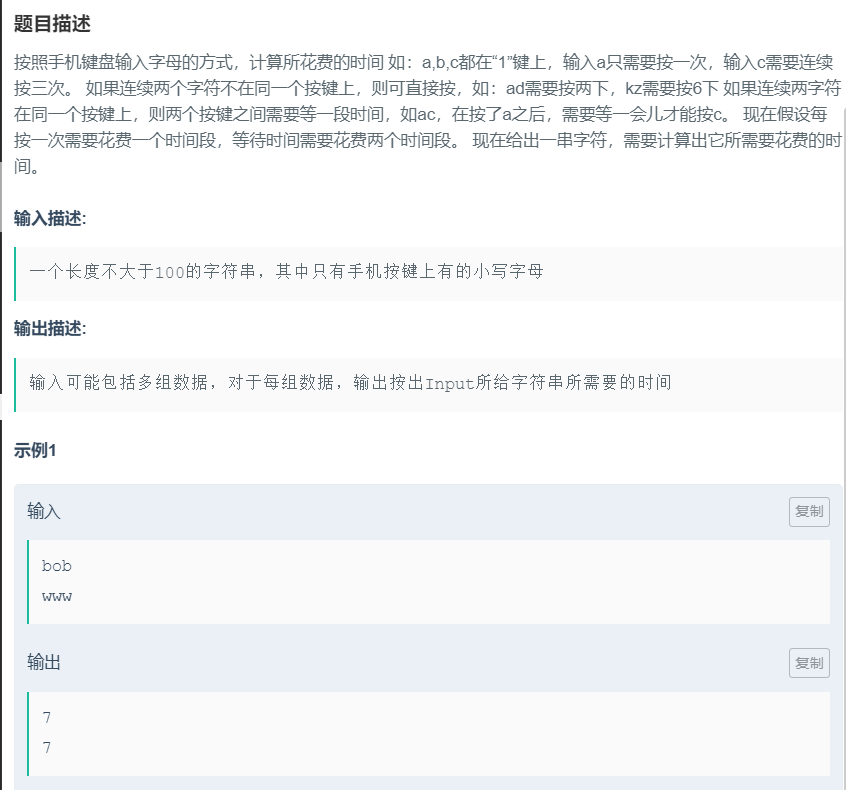 题目描述
按照手机键盘输入字母的方式，计算所花费的时间 如：a,b,c都在“1”键上，输入a只需要按一次，输入c需要连续
按三次。 如果连续两个字符不在同一个按键上，则可直接按，如：ad需要按两下，kz需要按6下 如果连续两字符
在同一个按键上，则两个按键之间需要等一段时间，如ac，在按了a之后，需要等一会儿才能按c。 现在假设每
按一次需要花费一个时间段，等待时间需要花费两个时间段。 现在给出一串字符，需要计算出它所需要花费的时
间。
输入描述:
一个长度不大于100的字符串，其中只有手机按键上有的小写字母
输出描述:
输入可能包括多组数据，对于每组数据，输出按出Input所给字符串所需要的时间
示例1
输入
复制
bob
www
输出
复制
7
7